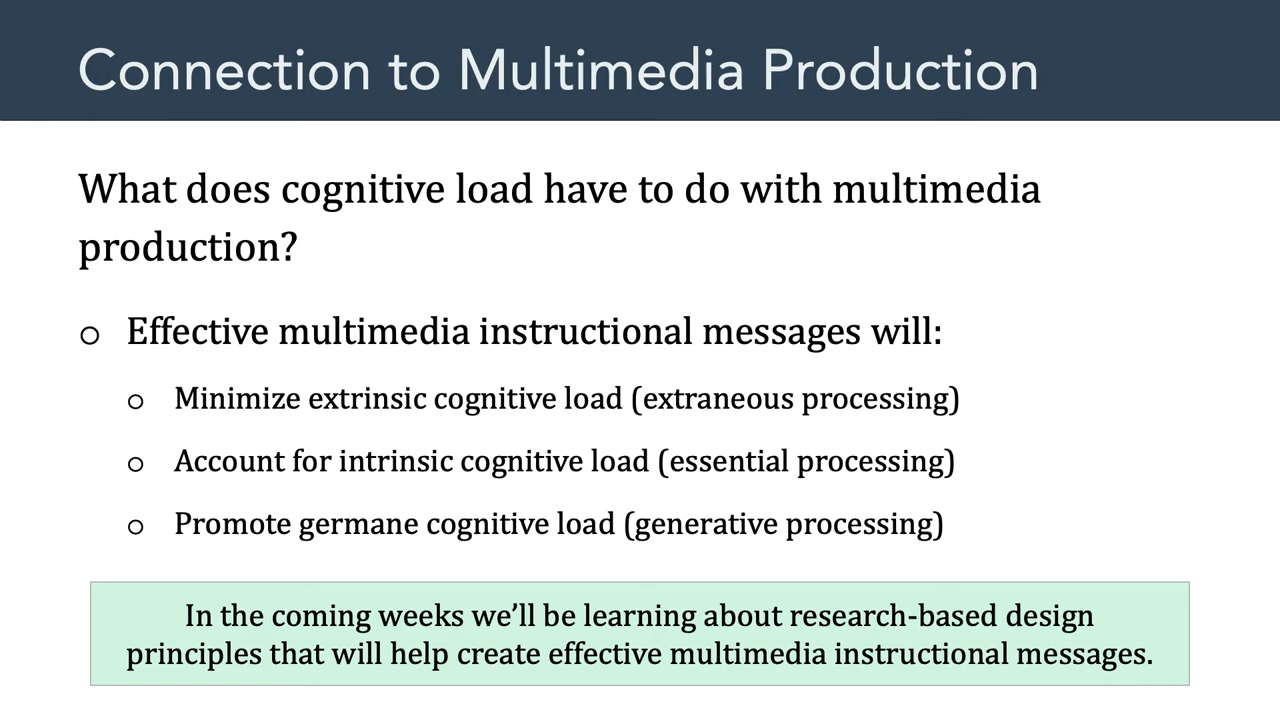 Connection to Multimedia Production
What does cognitive load have to do with multimedia
production?
o Effective multimedia instructional messages will:
o Minimize extrinsic cognitive load (extraneous processing)
o Account for intrinsic cognitive load (essential processing)
o Promote germane cognitive load (generative processing)
In the coming weeks we’ll be learning about research-based design
principles that will help create effective multimedia instructional messages.